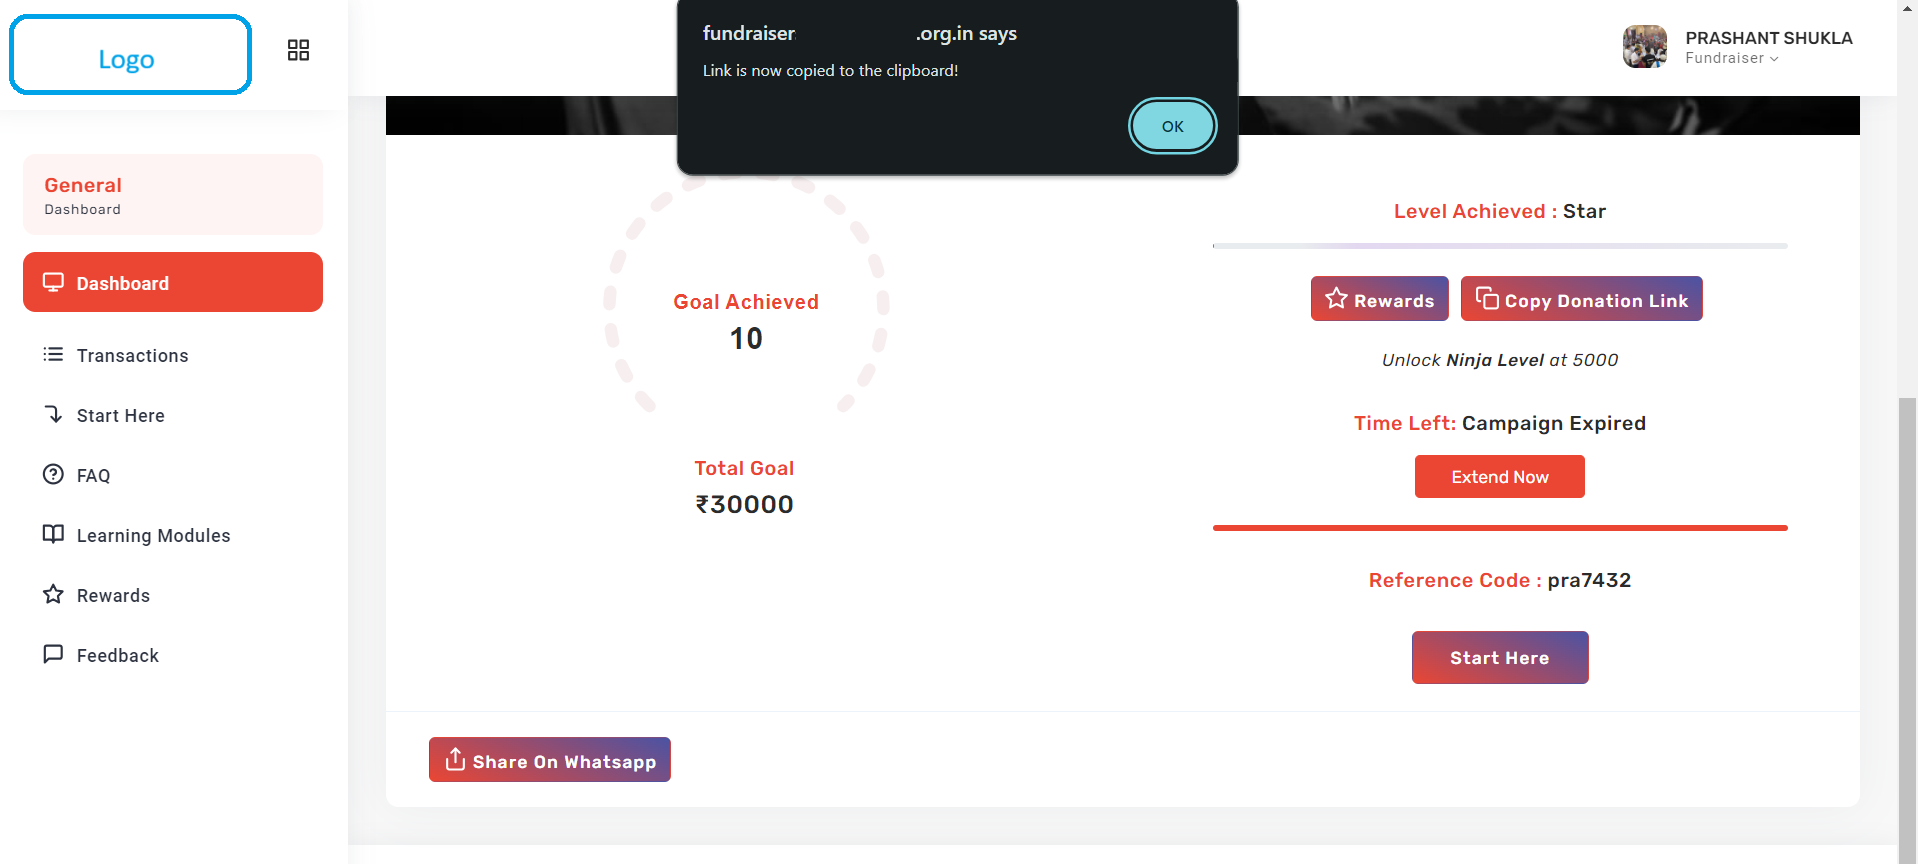 Logo
fundraiser .org.in says
Link is now copied to the clipboard!
OK
PRASHANT SHUKLA
Fundraiser
General
Dashboard
Dashboard
Transactions
Start Here
FAQ
Learning Modules
Rewards
Feedback
Goal Achieved
10
Total Goal
₹30000
Level Achieved : Star
Rewards
Copy Donation Link
Unlock Ninja Level at 5000
Time Left: Campaign Expired
Extend Now
Reference Code : pra7432
Start Here
Share On Whatsapp